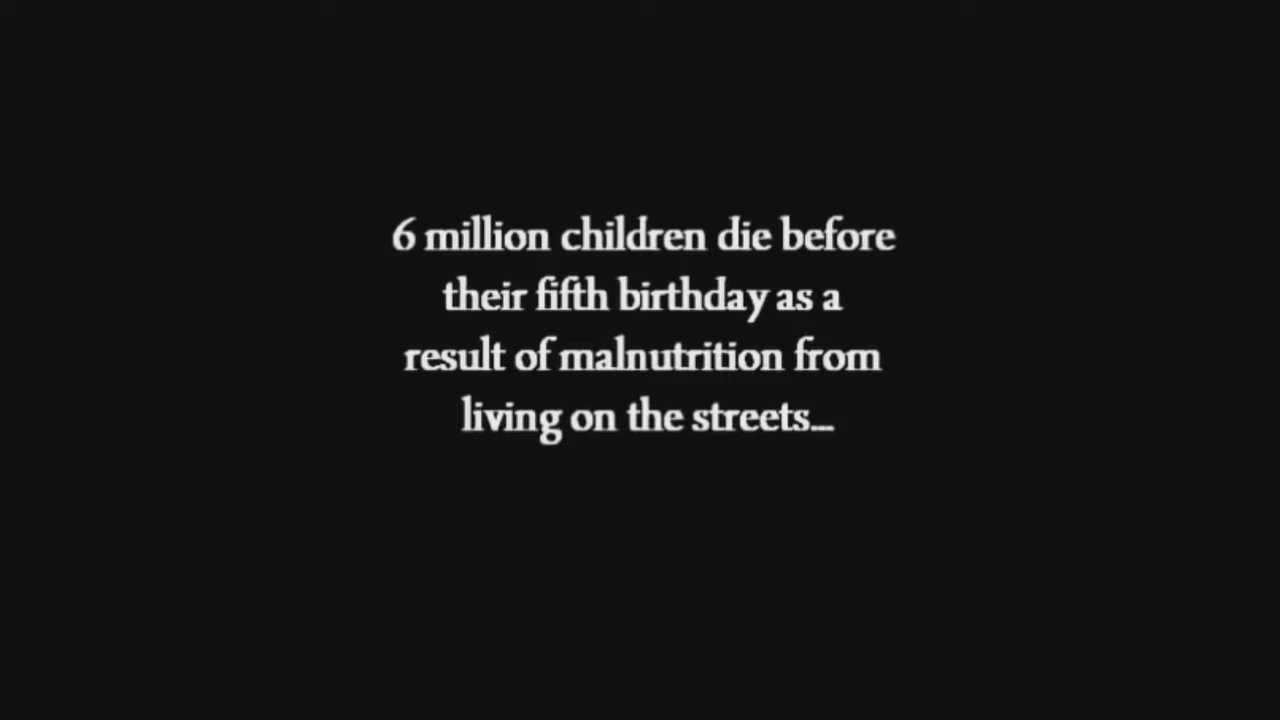 6 million children die before
their fifth birthday as a
result of malnutrition from
living on the streets...